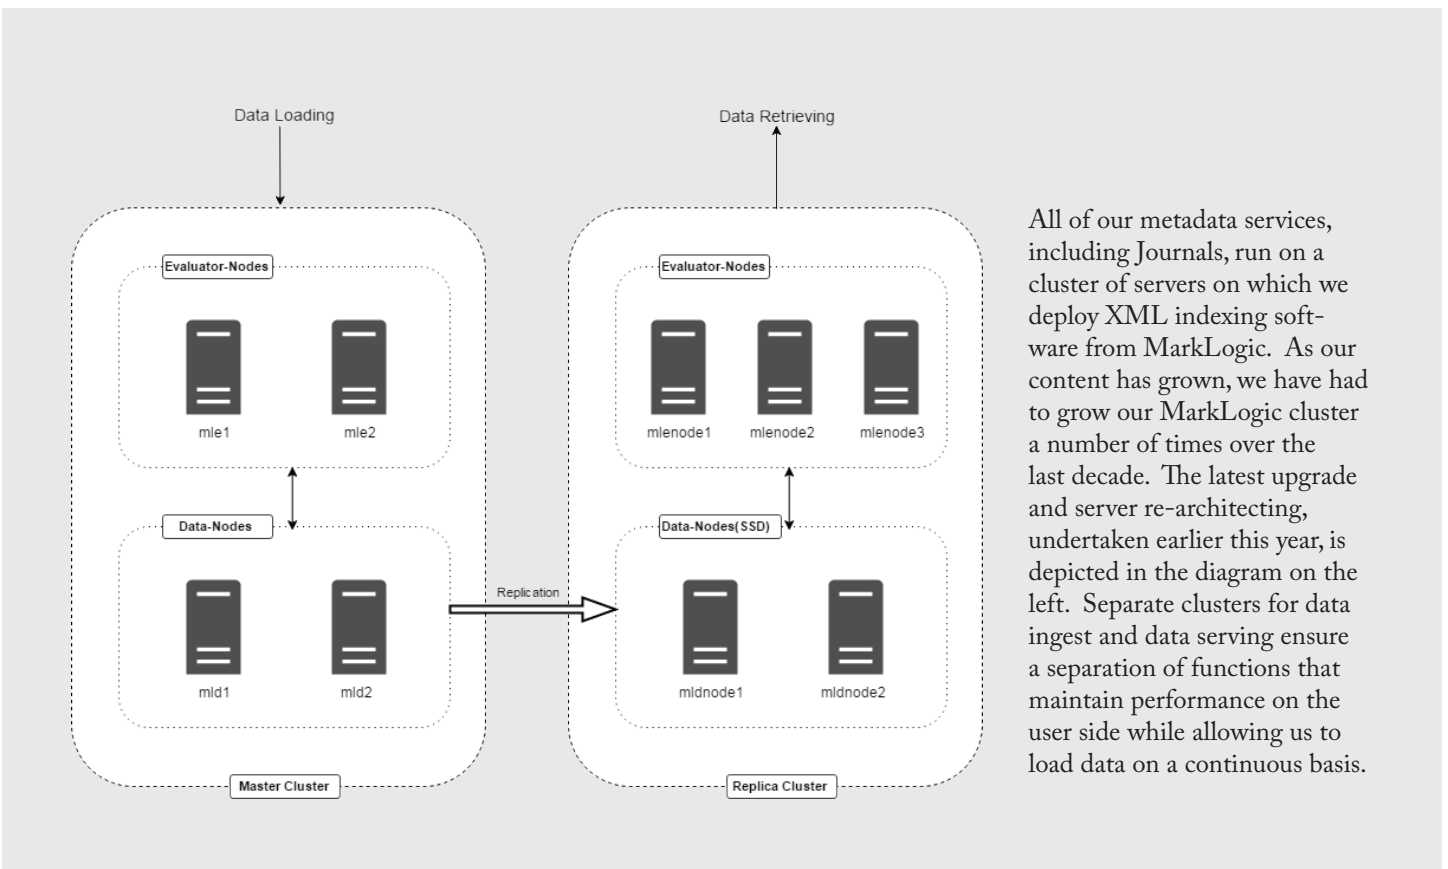 Data Loading
Data Retrieving
Evaluator-Nodes
mle1
mle2
Data-Nodes
mld1
mld2
Master Cluster
Replication
Evaluator-Nodes
mlenode1
mlenode2
mlenode3
Data-Nodes(SSD)
mldnode1
mldnode2
Replica Cluster
All of our metadata services,
including Journals, run on a
cluster of servers on which we
deploy XML indexing soft-
ware from MarkLogic.  As our
content has grown, we have had
to grow our MarkLogic cluster
a number of times over the
last decade.  The latest upgrade
and server re-architecting,
undertaken earlier this year, is
depicted in the diagram on the
left.  Separate clusters for data
ingest and data serving ensure
a separation of functions that
maintain performance on the
user side while allowing us to
load data on a continuous basis.